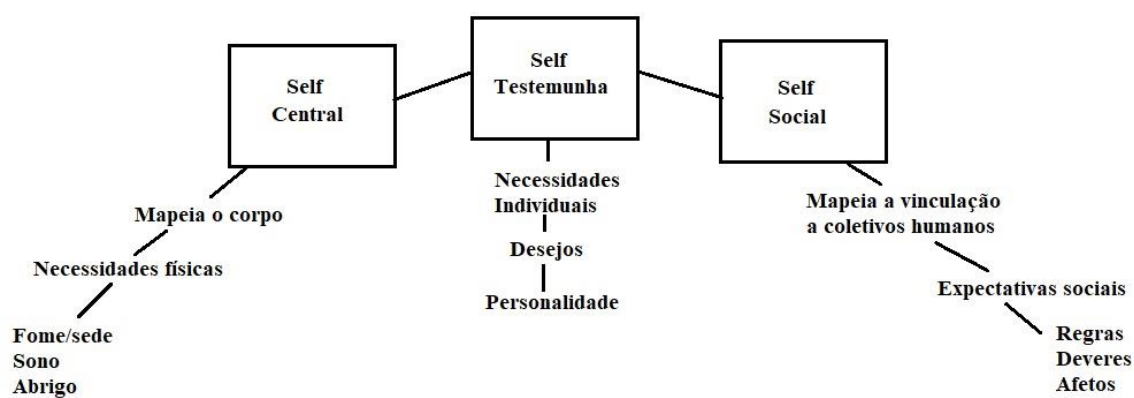 Self
Central
Self
Testemunha
Self
Social
Mapeia o corpo
Necessidades físicas
Fome/sede
Sono
Abrigo
Necessidades
Individuais
Desejos
Personalidade
Mapeia a vinculação
a coletivos humanos
Expectativas sociais
Regras
Deveres
Afetos